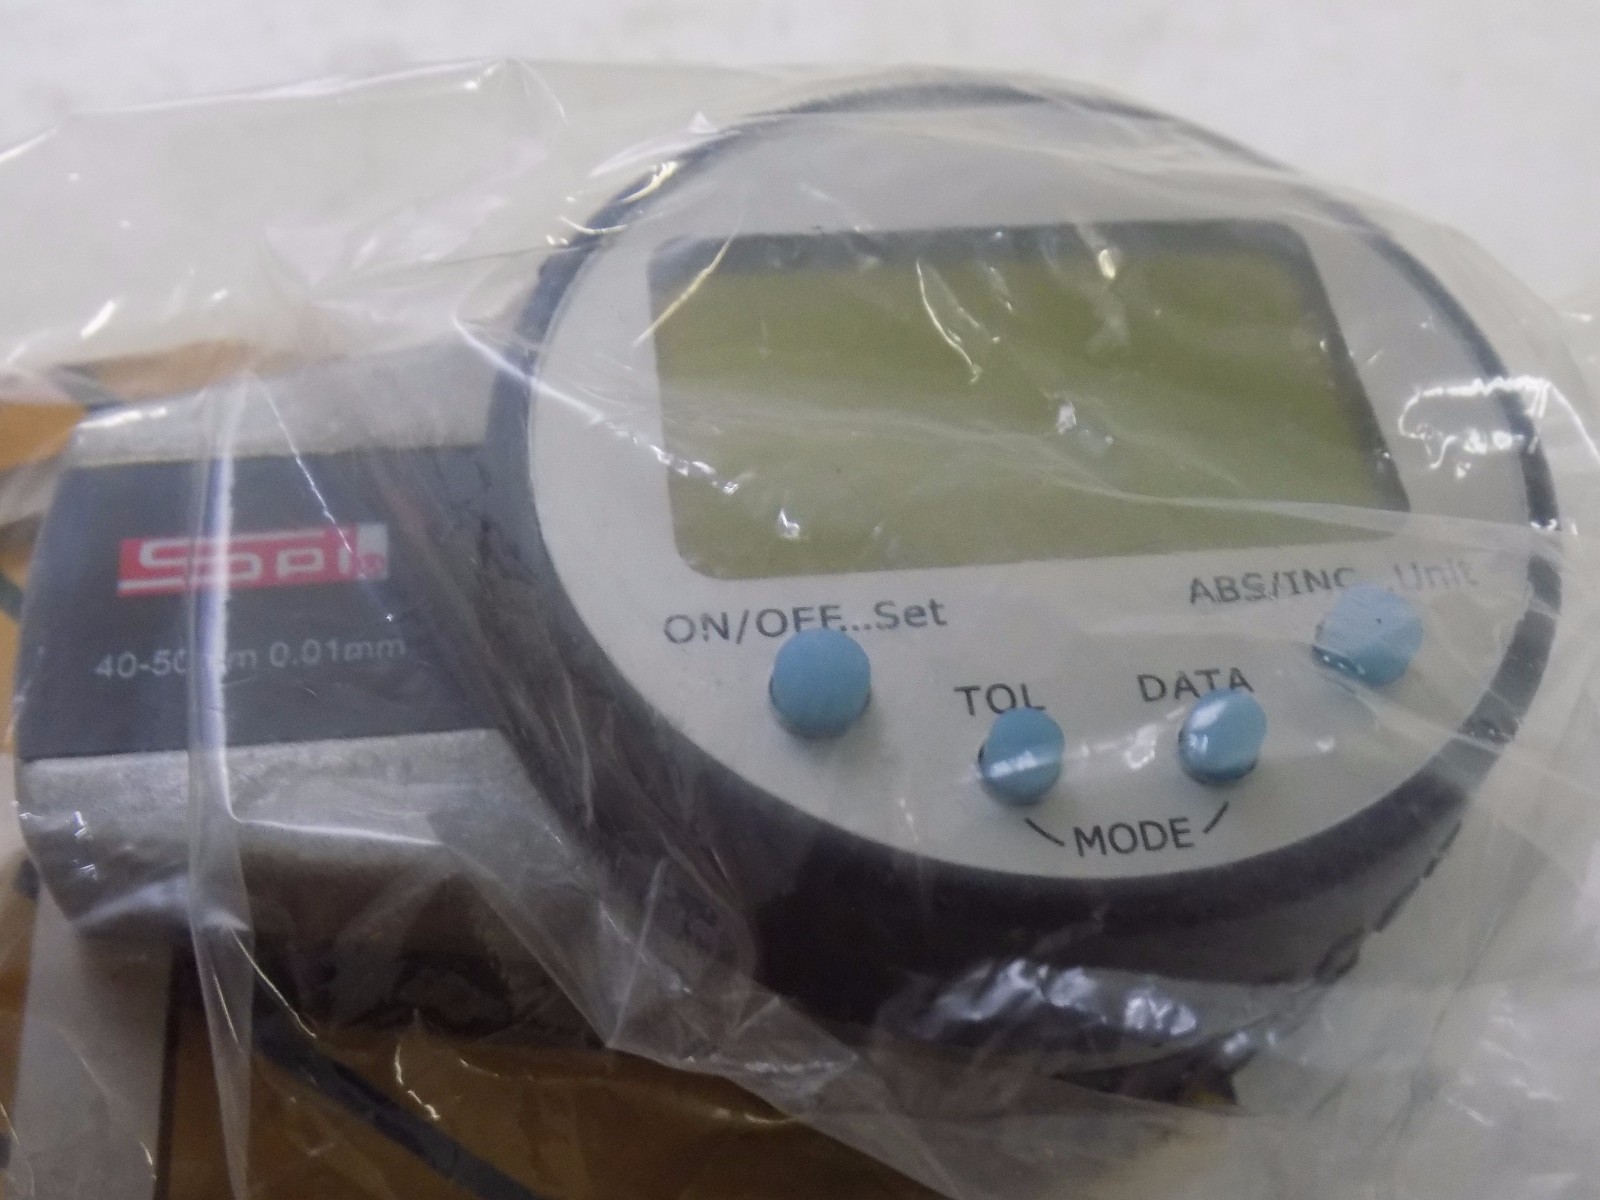 Spi®
40-50mm 0.01mm
ON/OFF...Set
ABS/INC...Unit
TOL
DATA
MODE